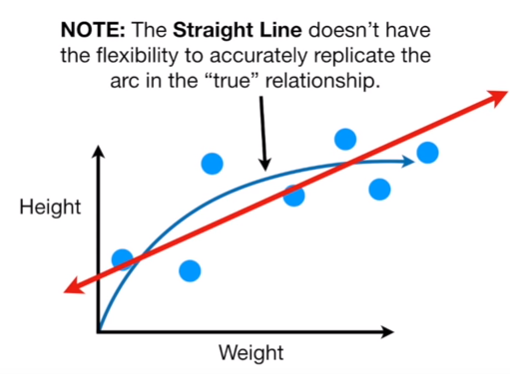 NOTE: The Straight Line doesn’t have
the flexibility to accurately replicate the
arc in the “true” relationship.
Height
Weight